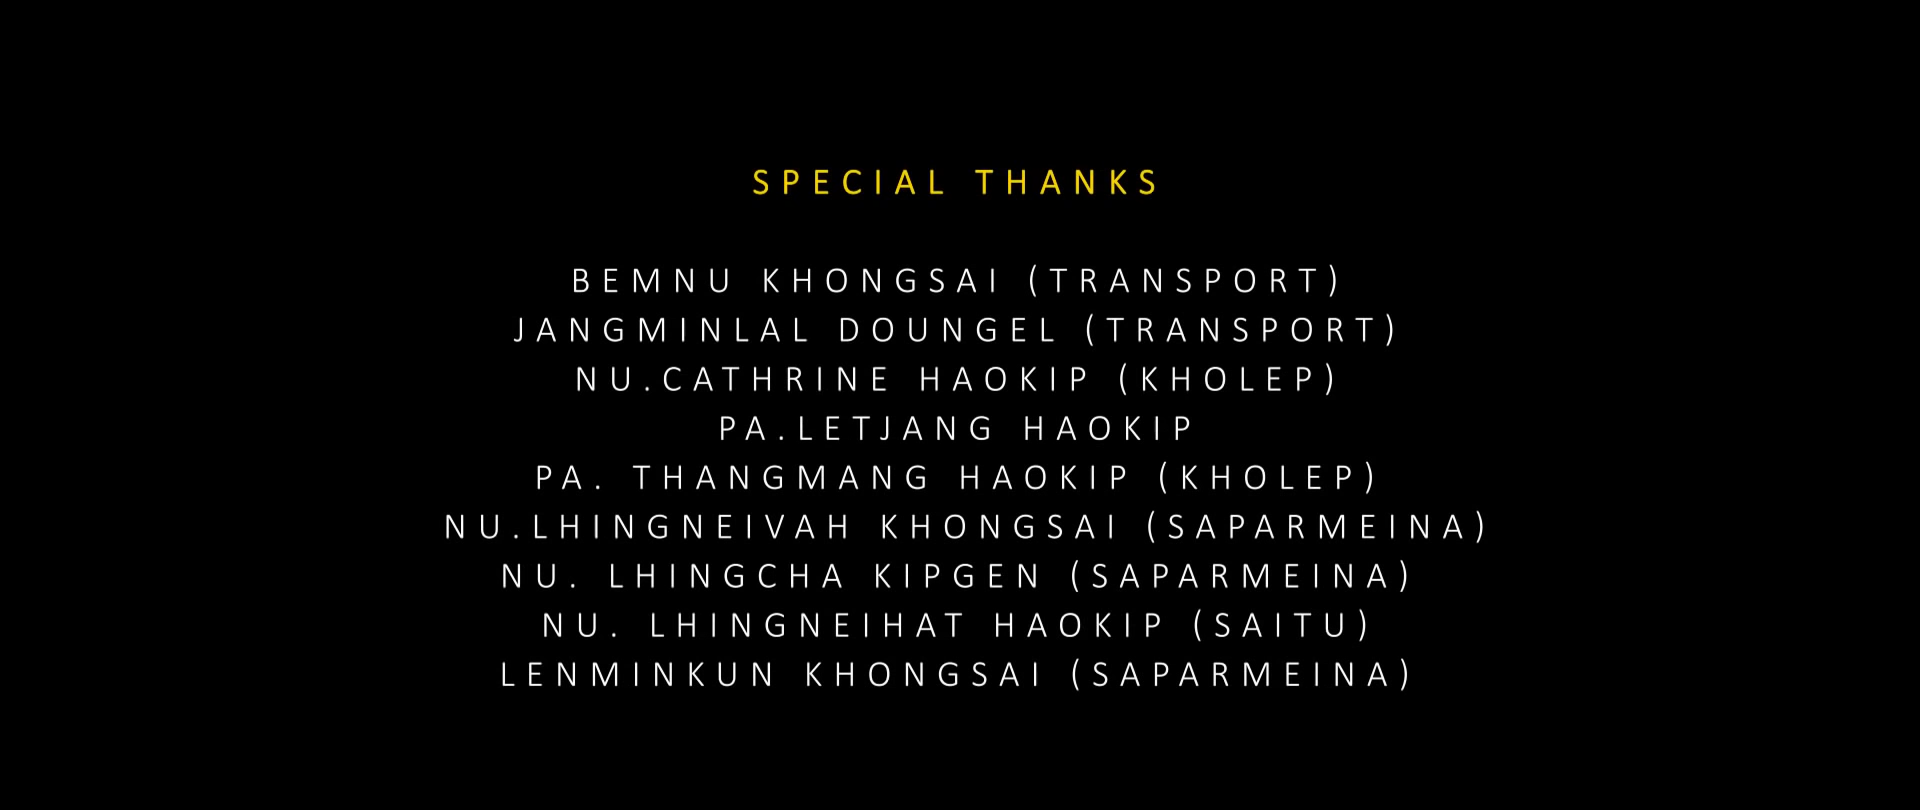 SPECIAL THANKS
BEMNU KHONGSAI (TRANSPORT)
JANGMINLAL DOUNGEL (TRANSPORT)
NU.CATHRINE HAOKIP (KHOLEP)
PA.LETJANG HAOKIP
PA. THANGMANG HAOKIP (KHOLEP)
NU.LHINGNEIVAH KHONGSAI (SAPARMEINA)
NU. LHINGCHA KIPGEN (SAPARMEINA)
NU. LHINGNEIHAT HAOKIP (SAITU)
LENMINKUN KHONGSAI (SAPARMEINA)